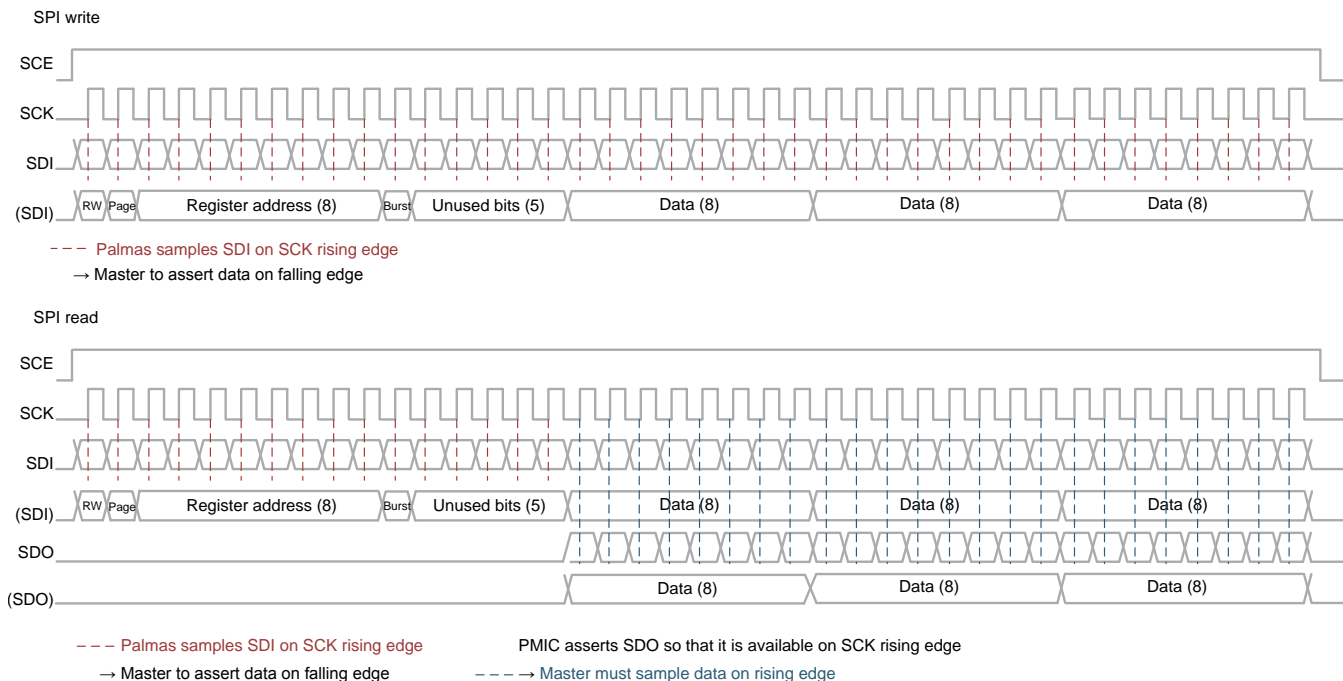 SPI write
SCE
SCK
SDI
(SDI) RW Page Register address (8) Burst Unused bits (5) Data (8) Data (8) Data (8)
--- Palmas samples SDI on SCK rising edge
→ Master to assert data on falling edge
SPI read
SCE
SCK
SDI
(SDI) RW Page Register address (8) Burst Unused bits (5) Data (8) Data (8) Data (8)
SDO
(SDO) Data (8) Data (8) Data (8)
--- Palmas samples SDI on SCK rising edge PMIC asserts SDO so that it is available on SCK rising edge
→ Master to assert data on falling edge ---→ Master must sample data on rising edge